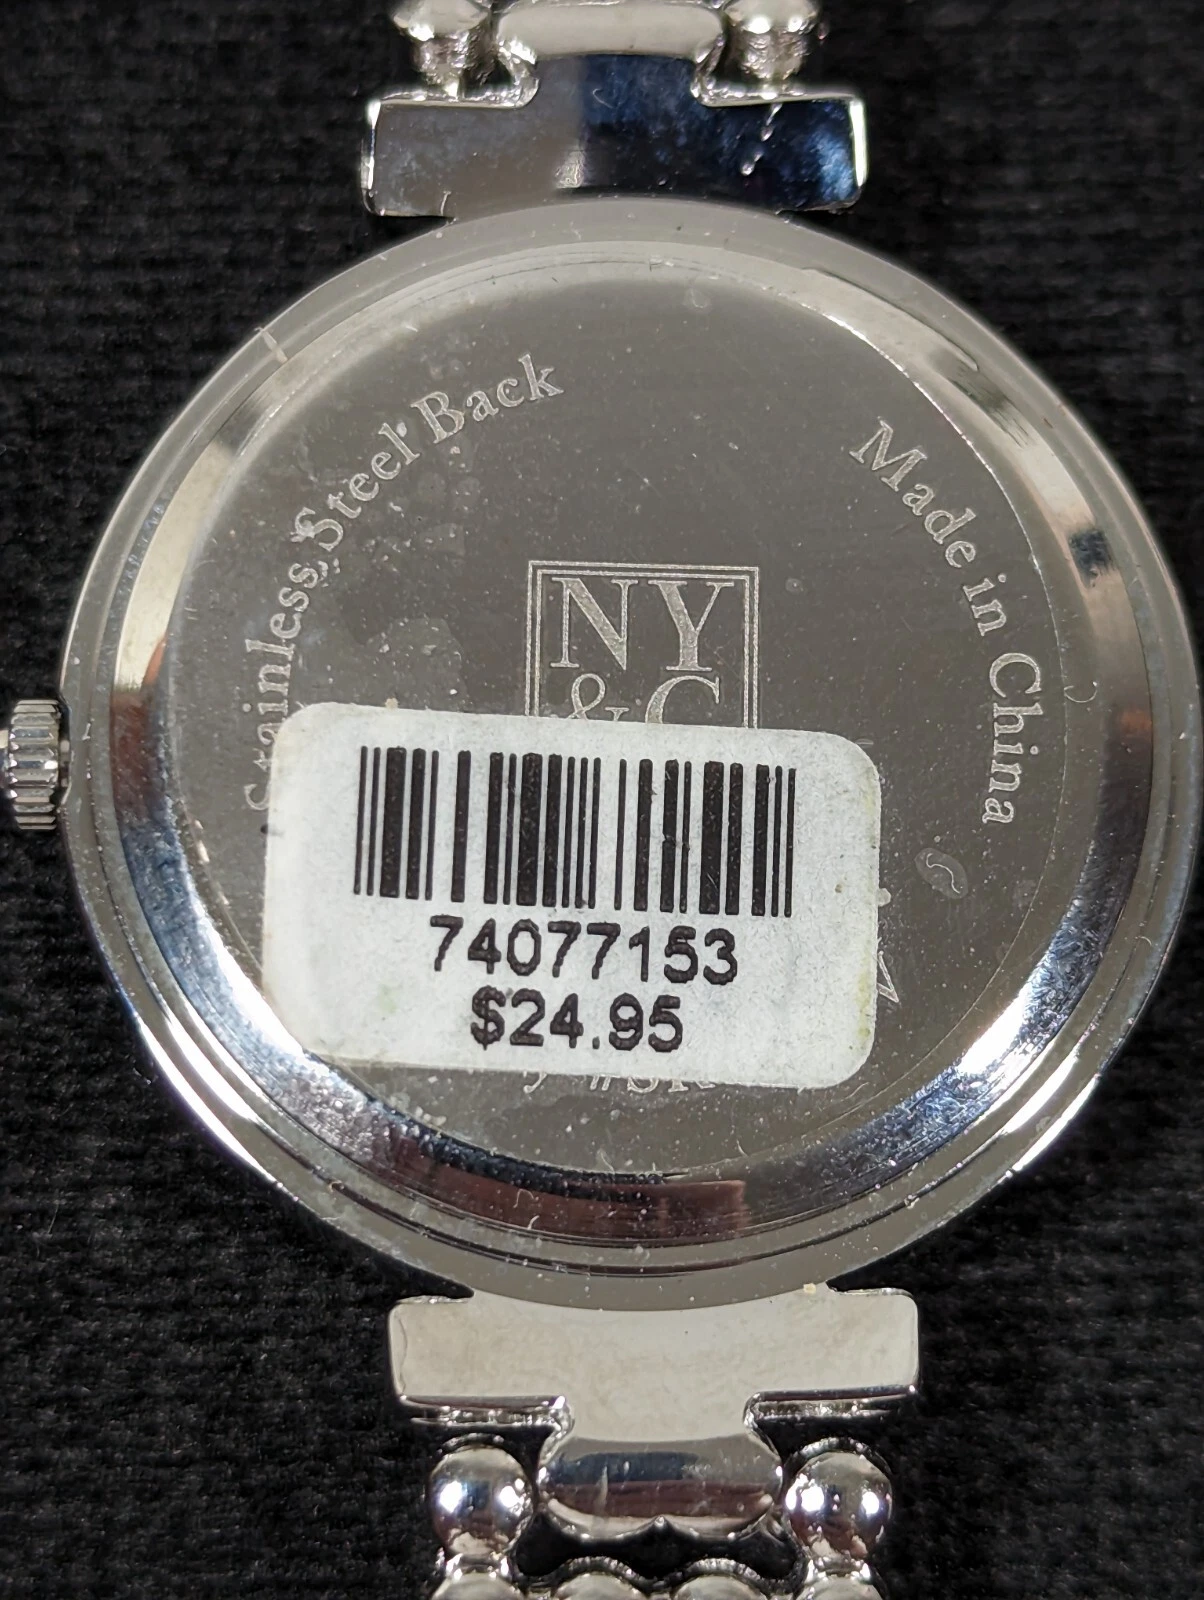 Stainless Steel Back
Made in China
NY
& C
74077153
$24.95